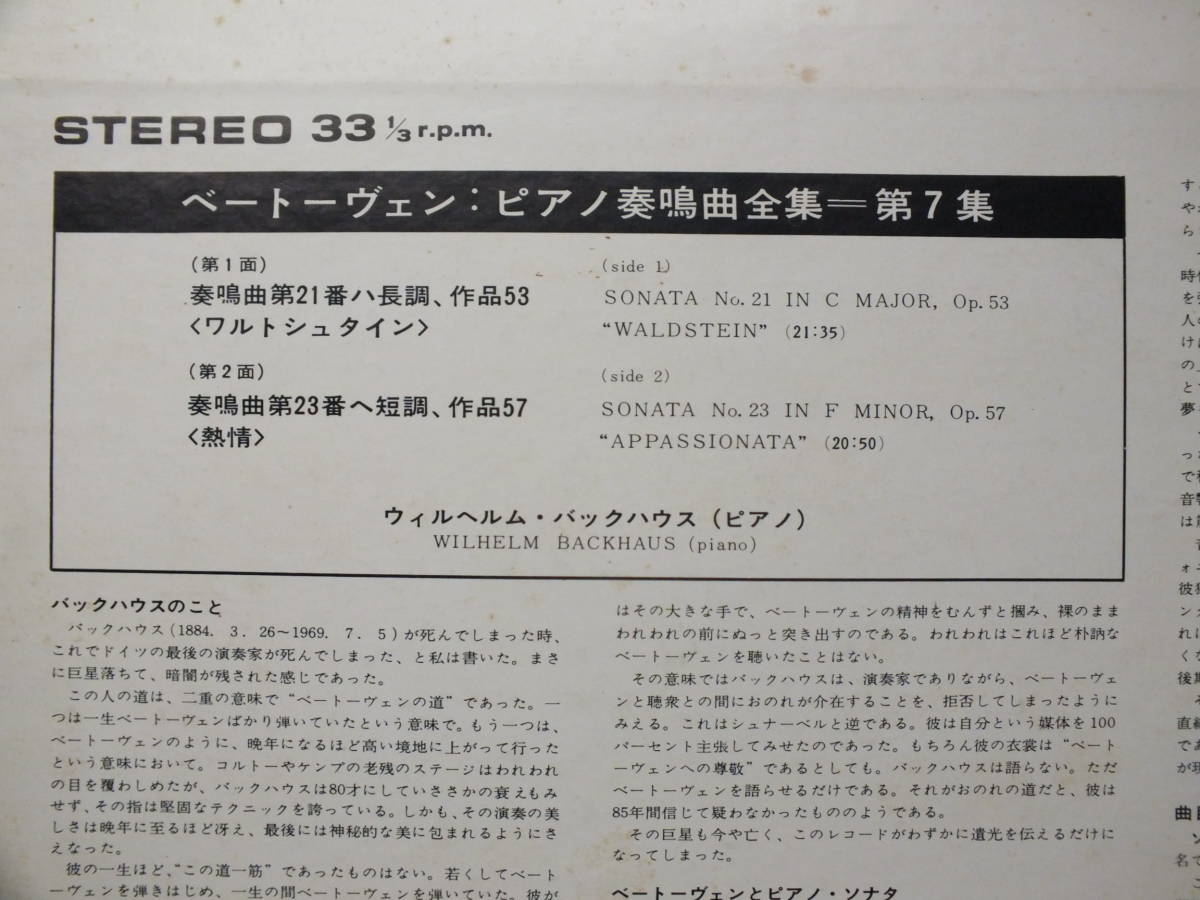 STEREO 33 1/3 r.p.m.
ベートーヴェン:ピアノ奏鳴曲全集=第7集
(第1面)
奏鳴曲第21番ハ長調、作品53
<ワルトシュタイン>
(第2面)
奏鳴曲第23番ヘ短調、作品57
<熱情>
(side 1)
SONATA No. 21 IN C MAJOR, Op. 53
“WALDSTEIN” (21:35)
(side 2)
SONATA No. 23 IN F MINOR, Op. 57
“APPASSIONATA” (20:50)
ウィルヘルム・バックハウス(ピアノ)
WILHELM BACKHAUS (piano)
バックハウスのこと
バックハウス(1884. 3. 26~1969. 7. 5)が死んでしまった時、
これでドイツの最後の演奏家が死んでしまった、と私は書いた。まさ
に巨星落ちて、暗闇が残された感じであった。
この人の道は、二重の意味で“ベートーヴェンの道”であった。一
つは一生ベートーヴェンばかり弾いていたという意味で。もう一つは、
ベートーヴェンのように、晩年になるほど高い境地に上がって行った
という意味において。コルトーやケンプの老残のステージはわれわれ
の目を覆わしめたが、バックハウスは80才にしていささかの衰えもみ
せず、その指は堅固なテクニックを誇っている。しかも、その演奏の美
しさは晩年に至るほど冴え、最後には神秘的な美に包まれるようにさ
えなった。
彼の一生ほど、“この道一筋”であったものはない。若くしてベート
ーヴェンを弾きはじめ、一生の間ベートーヴェンを弾いていた。彼が
はその大きな手で、ベートーヴェンの精神をむんずと掴み、裸のまま
われわれの前にぬっと突き出すのである。われわれはこれほど朴訥な
ベートーヴェンを聴いたことはない。
その意味ではバックハウスは、演奏家でありながら、ベートーヴェ
ンと聴衆との間におのれが介在することを、拒否してしまったように
みえる。これはシュナーベルと逆である。彼は自分という媒体を100
パーセント主張してみせたのであった。もちろん彼の衣裳は“ベート
ーヴェンへの尊敬”であるとしても。バックハウスは語らない。ただ
ベートーヴェンを語らせるだけである。それがおのれの道だと、彼は
85年間信じて疑わなかったもののようである。
その巨星も今や亡く、このレコードがわずかに遺光を伝えるだけに
なってしまった。
ベートーヴェンとピアノ・ソナタ
す
ら
時
を
人
け
の
と
夢
っ
で
音
は
彼
ン
れ
く
後期
直
で
が
曲
名で